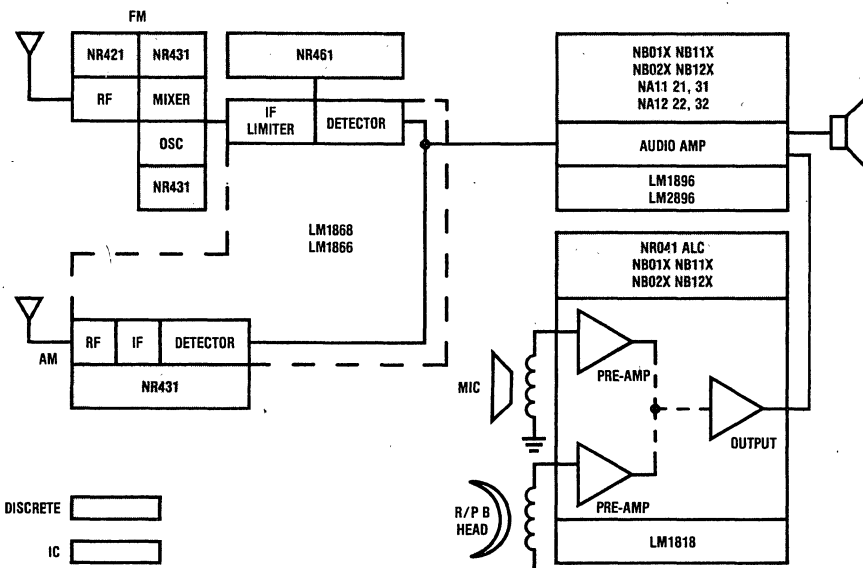 FM
NR421 NR431
RF MIXER
OSC
NR431
NR461
IF
LIMITER
DETECTOR
LM1868
LM1866
AM
RF IF DETECTOR
NR431
DISCRETE
IC
NB01X NB11X
NB02X NB12X
NA11 21, 31
NA12 22, 32
AUDIO AMP
LM1896
LM2896
NR041 ALC
NB01X NB11X
NB02X NB12X
MIC
PRE-AMP
OUTPUT
R/P B
HEAD
PRE-AMP
LM1818